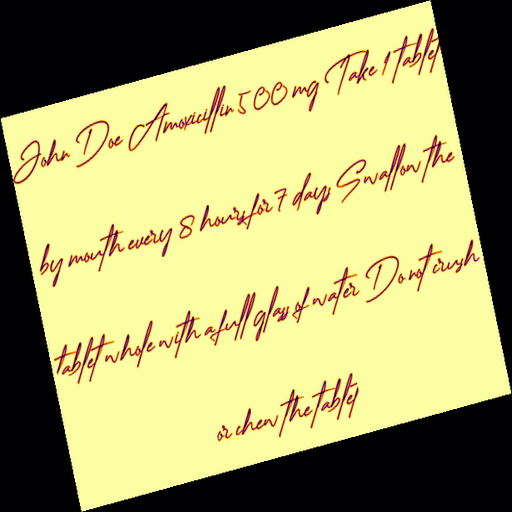 John Doe Amoxicillin 500 mg Take 1 tablet
by mouth every 8 hours for 7 days Swallow the
tablet whole with a full glass of water Do not crush
or chew the tablet